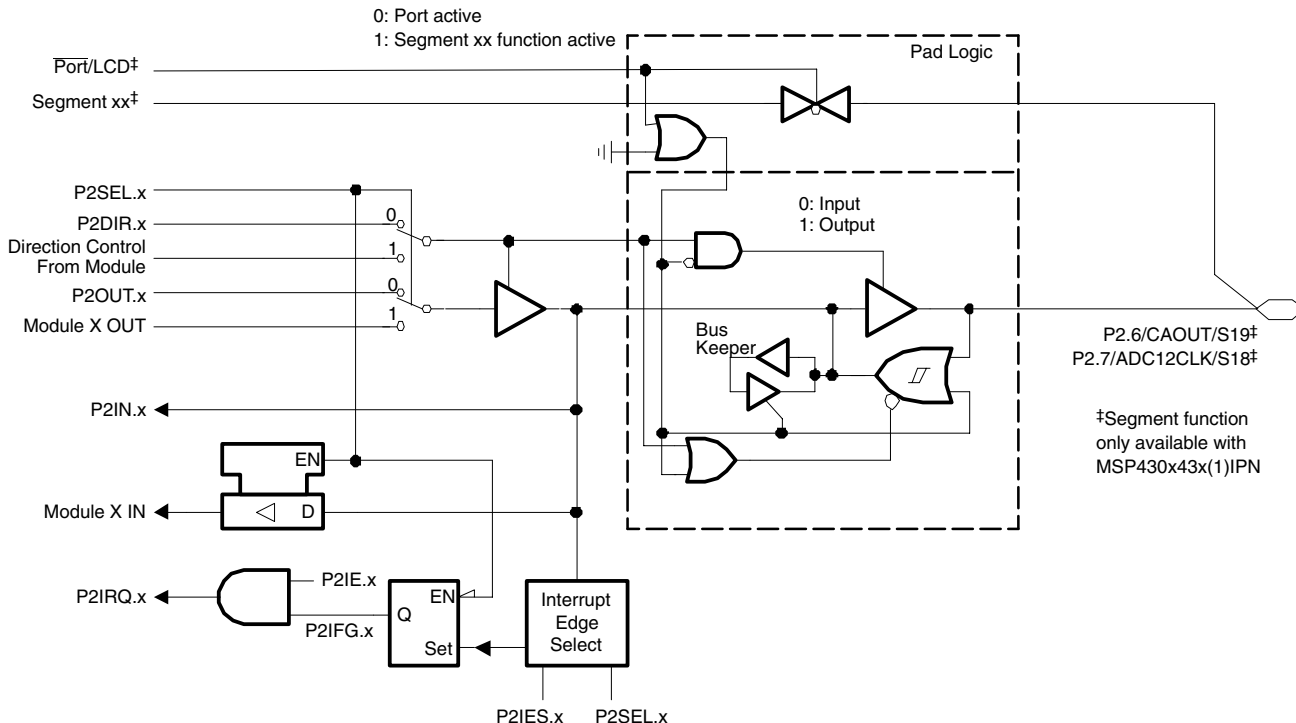 0: Port active
1: Segment xx function active
Pad Logic
Port/LCD‡
Segment xx‡
P2SEL.x
P2DIR.x
0
Direction Control
From Module
1
P2OUT.x
0
Module X OUT
1
0: Input
1: Output
Bus
Keeper
P2.6/CAOUT/S19‡
P2.7/ADC12CLK/S18‡
‡Segment function
only available with
MSP430x43x(1)IPN
P2IN.x
EN
Module X IN
D
P2IRQ.x
P2IE.x
P2IFG.x
EN
Q
Set
Interrupt
Edge
Select
P2IES.x
P2SEL.x